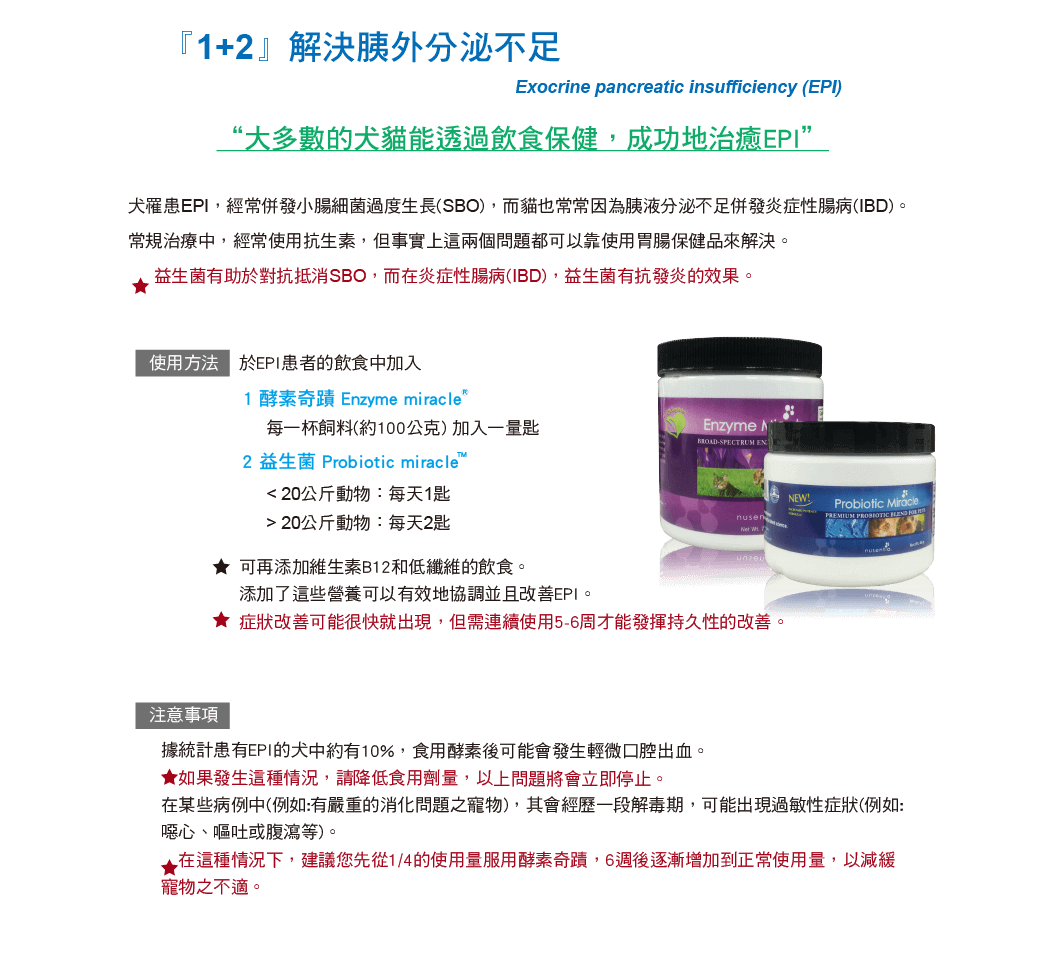 『1+2』解決胰外分泌不足
Exocrine pancreatic insufficiency (EPI)
“大多數的犬貓能透過飲食保健，成功地治癒EPI”
犬罹患EPI，經常併發小腸細菌過度生長(SBO)，而貓也常常因為胰液分泌不足併發炎症性腸病(IBD)。
常規治療中，經常使用抗生素，但事實上這兩個問題都可以靠使用胃腸保健品來解決。
★ 益生菌有助於對抗抵消SBO，而在炎症性腸病(IBD)，益生菌有抗發炎的效果。
使用方法 於EPI患者的飲食中加入
1 酵素奇蹟 Enzyme miracle®
每一杯飼料(約100公克) 加入一量匙
2 益生菌 Probiotic miracle™
< 20公斤動物：每天1匙
> 20公斤動物：每天2匙
Enzyme
BROAD-SPECTRUM
Net Wt.
NEW!
Probiotic Miracle
PREMIUM PROBIOTIC BLEND FOR PETS
nusentia
★ 可再添加維生素B12和低纖維的飲食。
添加了這些營養可以有效地協調並且改善EPI。
★ 症狀改善可能很快就出現，但需連續使用5-6周才能發揮持久性的改善。
注意事項
據統計患有EPI的犬中約有10%，食用酵素後可能會發生輕微口腔出血。
★如果發生這種情況，請降低食用劑量，以上問題將會立即停止。
在某些病例中(例如:有嚴重的消化問題之寵物)，其會經歷一段解毒期，可能出現過敏性症狀(例如:
噁心、嘔吐或腹瀉等)。
★在這種情況下，建議您先從1/4的使用量服用酵素奇蹟，6週後逐漸增加到正常使用量，以減緩
寵物之不適。